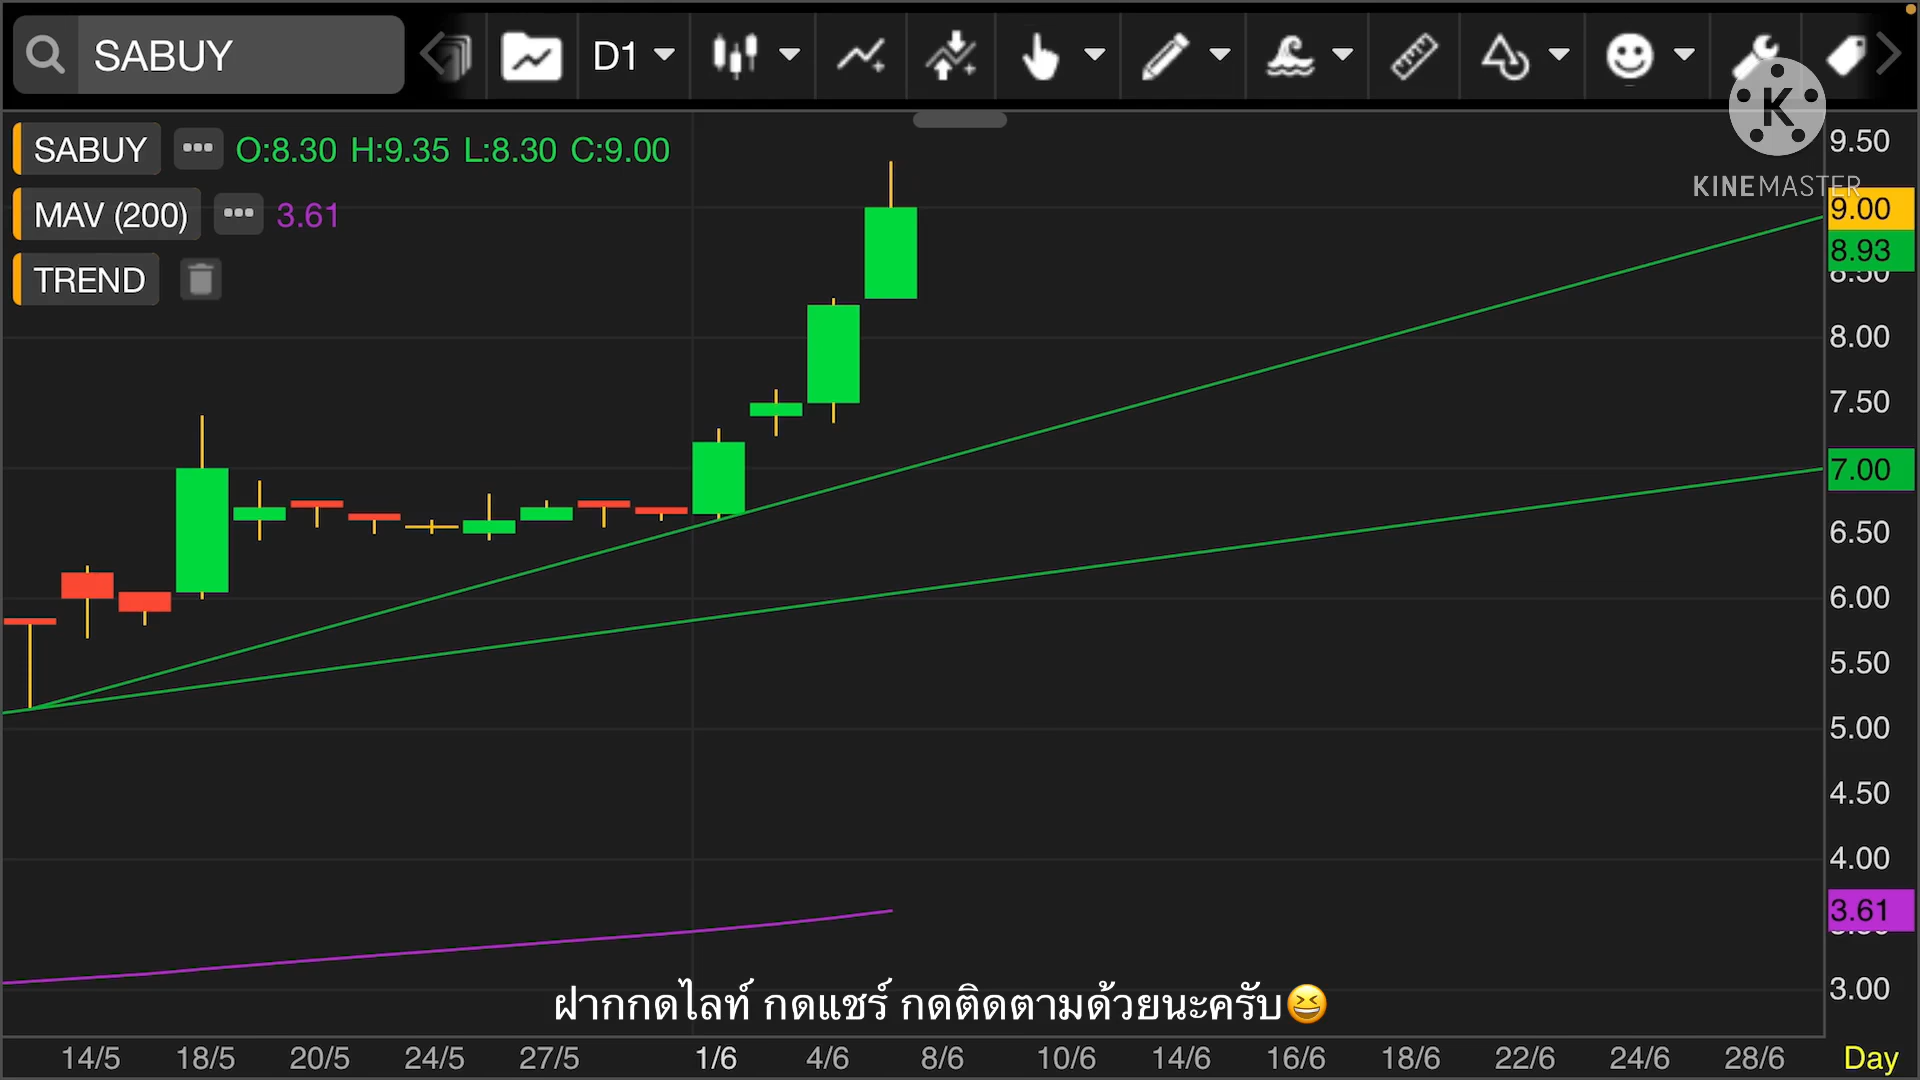 SABUY D1
SABUY O:8.30 H:9.35 L:8.30 C:9.00
MAV (200) 3.61
TREND
K
KINEMASTER
9.50
9.00
8.93
8.50
8.00
7.50
7.00
6.50
6.00
5.50
5.00
4.50
4.00
3.61
3.50
3.00
ฝากกดไลท์ กดแชร์ กดติดตามด้วยนะครับ😆
14/5 18/5 20/5 24/5 27/5 1/6 4/6 8/6 10/6 14/6 16/6 18/6 22/6 24/6 28/6 Day